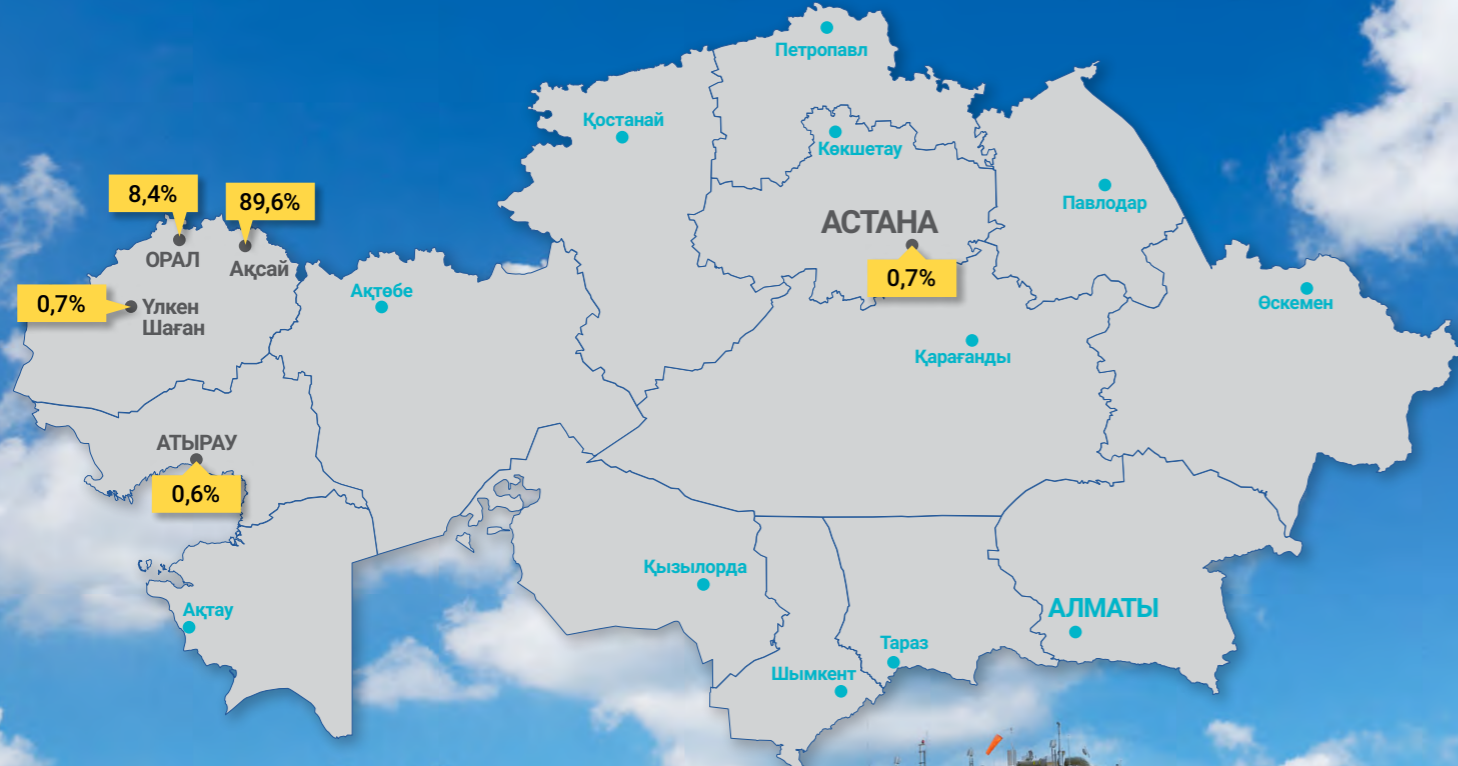 Петропавл
Қостанай
Көкшетау
8,4%
89,6%
Павлодар
АСТАНА
ОРАЛ
Ақсай
0,7%
Ақтөбе
0,7%
Үлкен
Шаған
Өскемен
Қарағанды
АТЫРАУ
0,6%
Қызылорда
Ақтау
АЛМАТЫ
Тараз
Шымкент